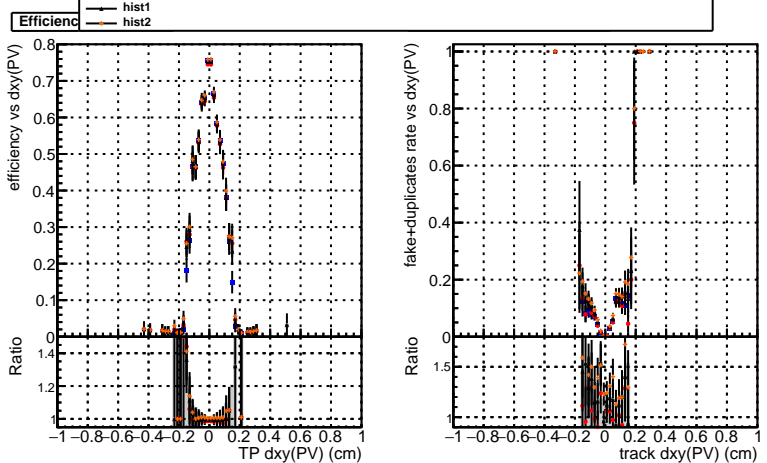 hist1
Efficienc
hist2
efficiency vs dxy(PV)
0.8
0.7
0.6
0.5
0.4
0.3
0.2
0.1
0
Ratio
1.4
1.2
1
−1 −0.8 −0.6 −0.4 −0.2 0 0.2 0.4 0.6 0.8 1
TP dxy(PV) (cm)
fake+duplicates rate vs dxy(PV)
1
0.8
0.6
0.4
0.2
0
Ratio
1.5
1
−1 −0.8 −0.6 −0.4 −0.2 0 0.2 0.4 0.6 0.8 1
track dxy(PV) (cm)